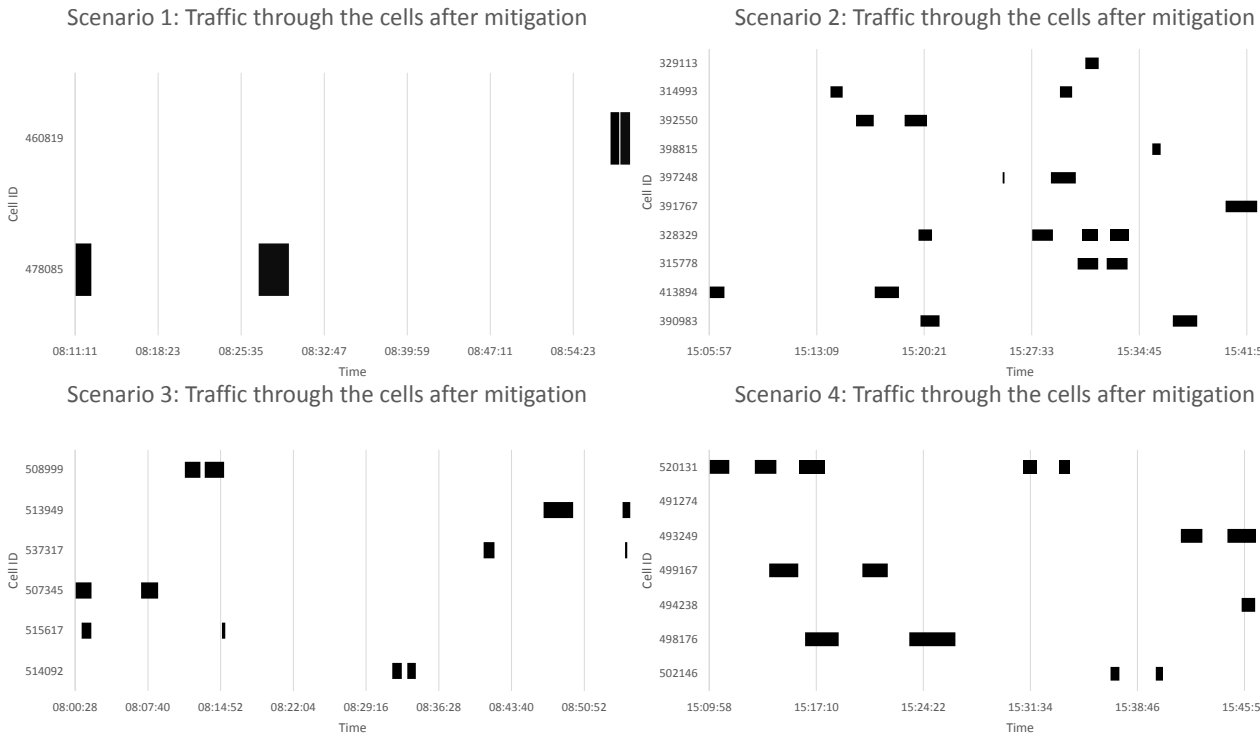 Scenario 1: Traffic through the cells after mitigation
460819
478085
Cell ID
08:11:11 08:18:23 08:25:35 08:32:47 08:39:59 08:47:11 08:54:23
Time
Scenario 2: Traffic through the cells after mitigation
329113
314993
392550
398815
397248
391767
328329
315778
413894
390983
Cell ID
15:05:57 15:13:09 15:20:21 15:27:33 15:34:45 15:41:5
Time
Scenario 3: Traffic through the cells after mitigation
508999
513949
537317
507345
515617
514092
Cell ID
08:00:28 08:07:40 08:14:52 08:22:04 08:29:16 08:36:28 08:43:40 08:50:52
Time
Scenario 4: Traffic through the cells after mitigation
520131
491274
493249
499167
494238
498176
502146
Cell ID
15:09:58 15:17:10 15:24:22 15:31:34 15:38:46 15:45:5
Time